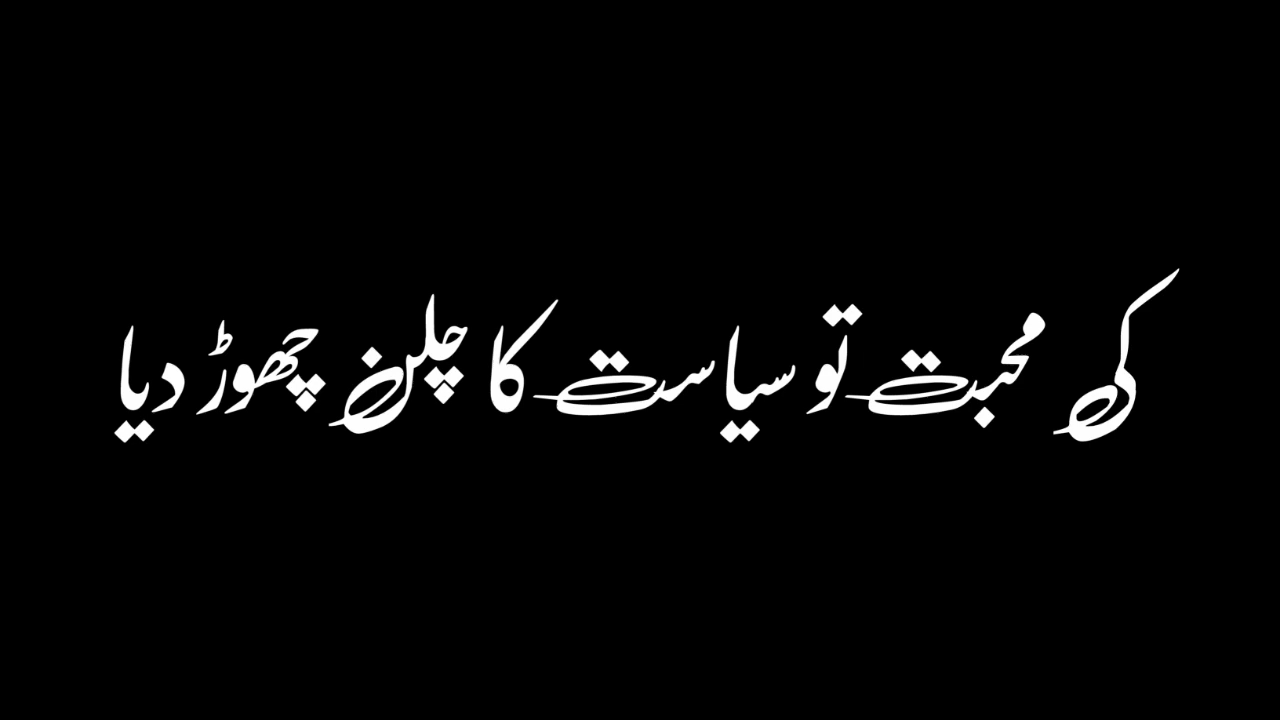 کی محبت تو سیاست کا چلن چھوڑ دیا